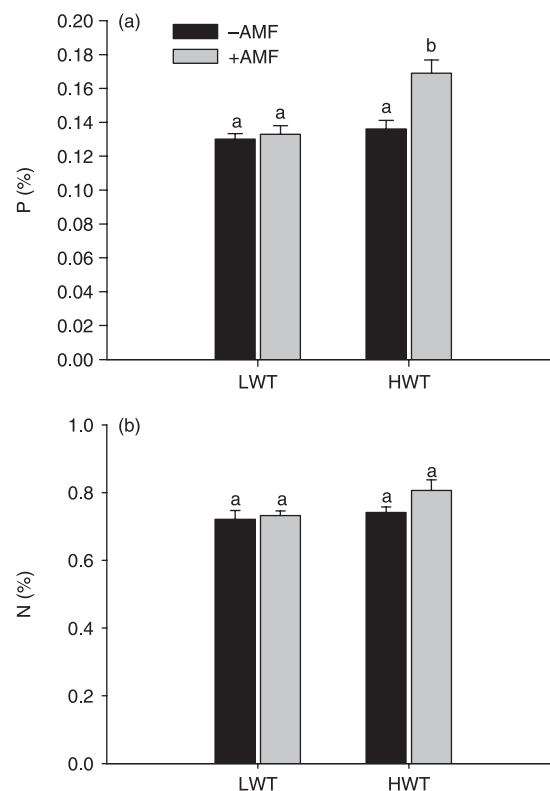 (a)
–AMF
+AMF
0.20
0.18
0.16
0.14
0.12
0.10
0.08
0.06
0.04
0.02
0.00
P (%)
a
a
a
b
LWT
HWT
(b)
1.0
0.8
0.6
0.4
0.2
0.0
N (%)
a
a
a
a
LWT
HWT